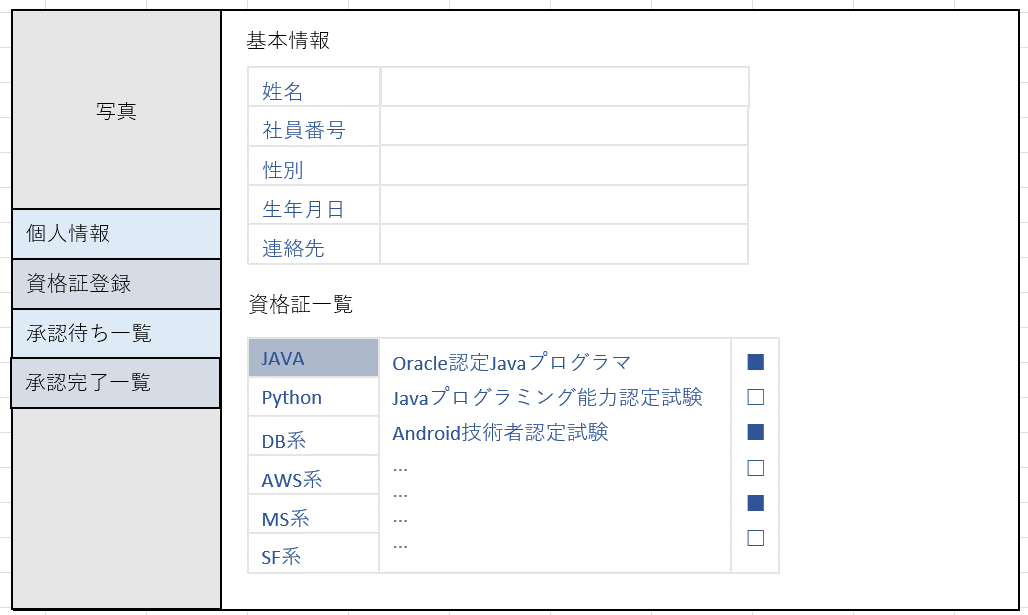 写真
個人情報
資格証登録
承認待ち一覧
承認完了一覧
基本情報
姓名
社員番号
性別
生年月日
連絡先
資格証一覧
JAVA
Python
DB系
AWS系
MS系
SF系
Oracle認定Javaプログラマ
Javaプログラミング能力認定試験
Android技術者認定試験
...
...
...
...